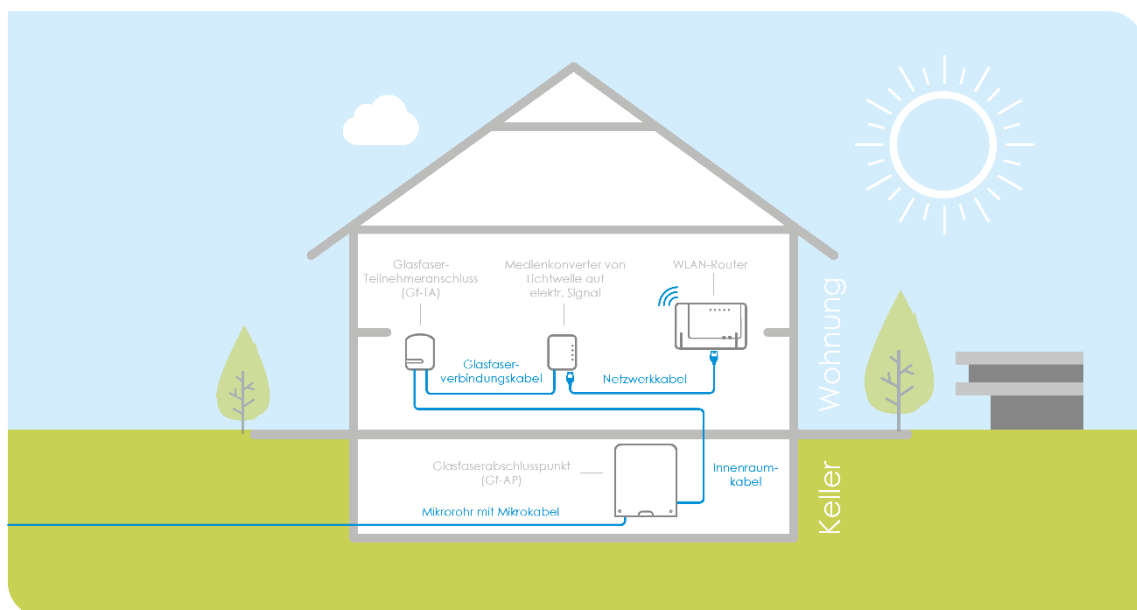 Glasfaser-
Teilnehmeranschluss
(Gf-TA)
Medienkonverter von
Lichtwelle auf
elektr. Signal
WLAN-Router
Glasfaser-
verbindungskabel
Netzwerkkabel
Wohnung
Glasfaserabschlusspunkt
(Gf-AP)
Innenraum-
kabel
Mikrorohr mit Mikrokabel
Keller